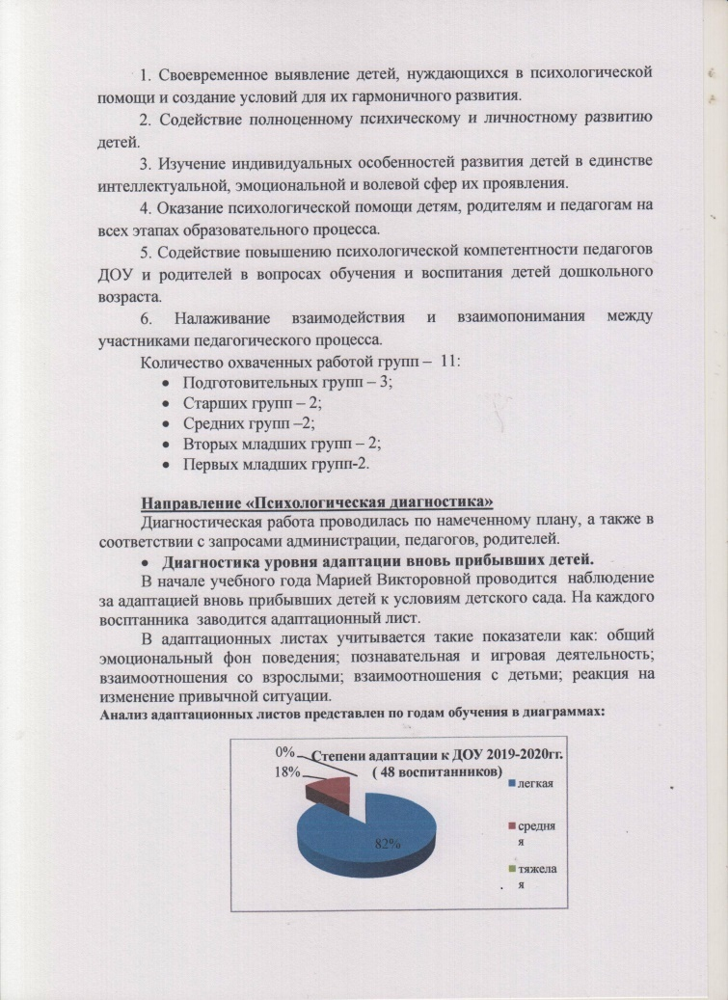 1. Своевременное выявление детей, нуждающихся в психологической
помощи и создание условий для их гармоничного развития.
2. Содействие полноценному психическому и личностному развитию
детей.
3. Изучение индивидуальных особенностей развития детей в единстве
интеллектуальной, эмоциональной и волевой сфер их проявления.
4. Оказание психологической помощи детям, родителям и педагогам на
всех этапах образовательного процесса.
5. Содействие повышению психологической компетентности педагогов
ДОУ и родителей в вопросах обучения и воспитания детей дошкольного
возраста.
6. Налаживание взаимодействия и взаимопонимания между
участниками педагогического процесса.
Количество охваченных работой групп – 11:
• Подготовительных групп – 3;
• Старших групп – 2;
• Средних групп –2;
• Вторых младших групп – 2;
• Первых младших групп-2.
Направление «Психологическая диагностика»
Диагностическая работа проводилась по намеченному плану, а также в
соответствии с запросами администрации, педагогов, родителей.
• Диагностика уровня адаптации вновь прибывших детей.
В начале учебного года Марией Викторовной проводится наблюдение
за адаптацией вновь прибывших детей к условиям детского сада. На каждого
восптанника заводится адаптационный лист.
В адаптационных листах учитывается такие показатели как: общий
эмоциональный фон поведения; познавательная и игровая деятельность;
взаимоотношения со взрослыми; взаимоотношения с детьми; реакция на
изменение привычной ситуации.
Анализ адаптационных листов представлен по годам обучения в диаграммах:
Степени адаптации к ДОУ 2019-2020гг.
( 48 воспитанников)
0%
18%
82%
легкая
средня
я
тяжела
я